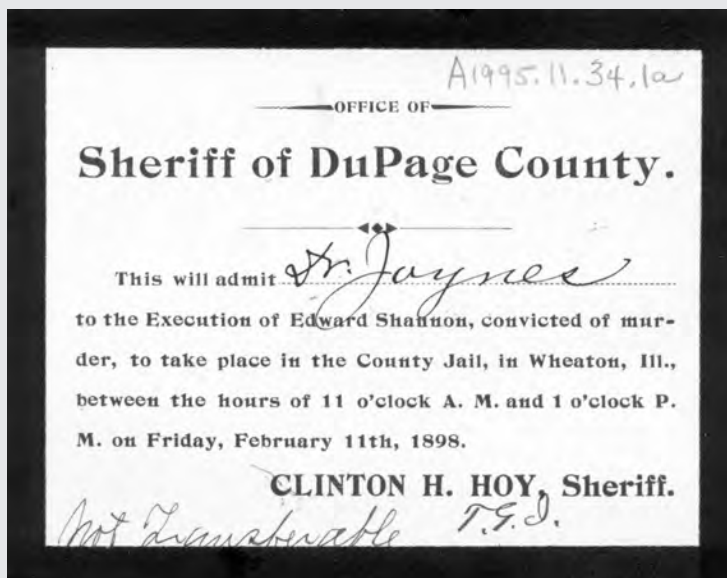 A1995.11.34.1a
OFFICE OF
Sheriff of DuPage County.
This will admit Dr. Joynes
to the Execution of Edward Shannon, convicted of mur-
der, to take place in the County Jail, in Wheaton, Ill.,
between the hours of 11 o'clock A. M. and 1 o'clock P.
M. on Friday, February 11th, 1898.
CLINTON H. HOY, Sheriff.
Not Transferable T.G.I.